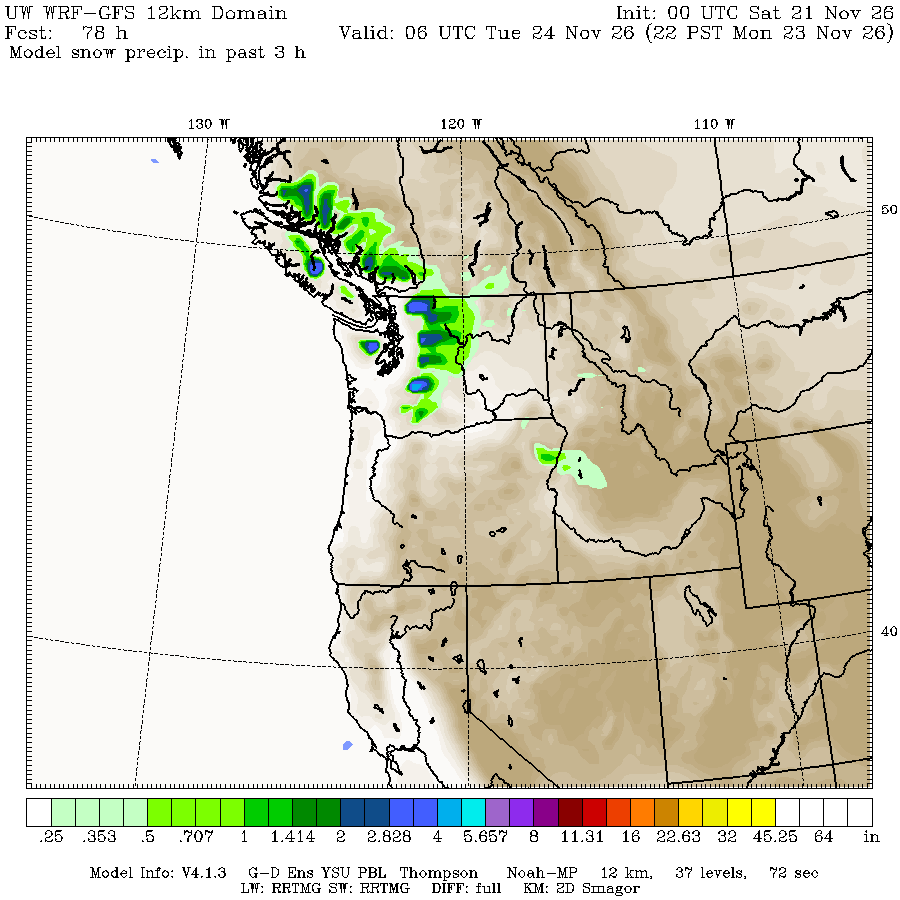 UW WRF-GFS 12km Domain Init: 00 UTC Sat 21 Nov 26
Fcst: 78 h Valid: 06 UTC Tue 24 Nov 26 (22 PST Mon 23 Nov 26)
Model snow precip. in past 3 h
130 W 120 W 110 W
50
40
.25 .353 .5 .707 1 1.414 2 2.828 4 5.657 8 11.31 16 22.63 32 45.25 64 in
Model Info: V4.1.3 G-D Ens YSU PBL Thompson Noah-MP 12 km, 37 levels, 72 sec
LW: RRTMG SW: RRTMG DIFF: full KM: 2D Smagor